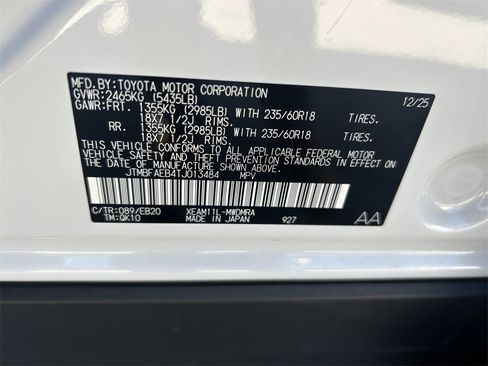 MFD.BY:TOYOTA MOTOR CORPORATION 12/25
GVWR:2465KG (5435LB)
GAWR:FRT. 1355KG (2985LB) WITH 235/60R18 TIRES.
18X7 1/2J RIMS.
RR. 1355KG (2985LB) WITH 235/60R18 TIRES.
18X7 1/2J RIMS.
THIS VEHICLE CONFORMS TO ALL APPLICABLE FEDERAL MOTOR
VEHICLE SAFETY AND BUMPER STANDARDS IN EFFECT ON
THE DATE OF MANUFACTURE SHOWN ABOVE.
JTMBFAEB4TJ013484 MPV
C/TR:089/EB20 XEAM11L-MWDMRA
TM:QK10 MADE IN JAPAN 927 AA